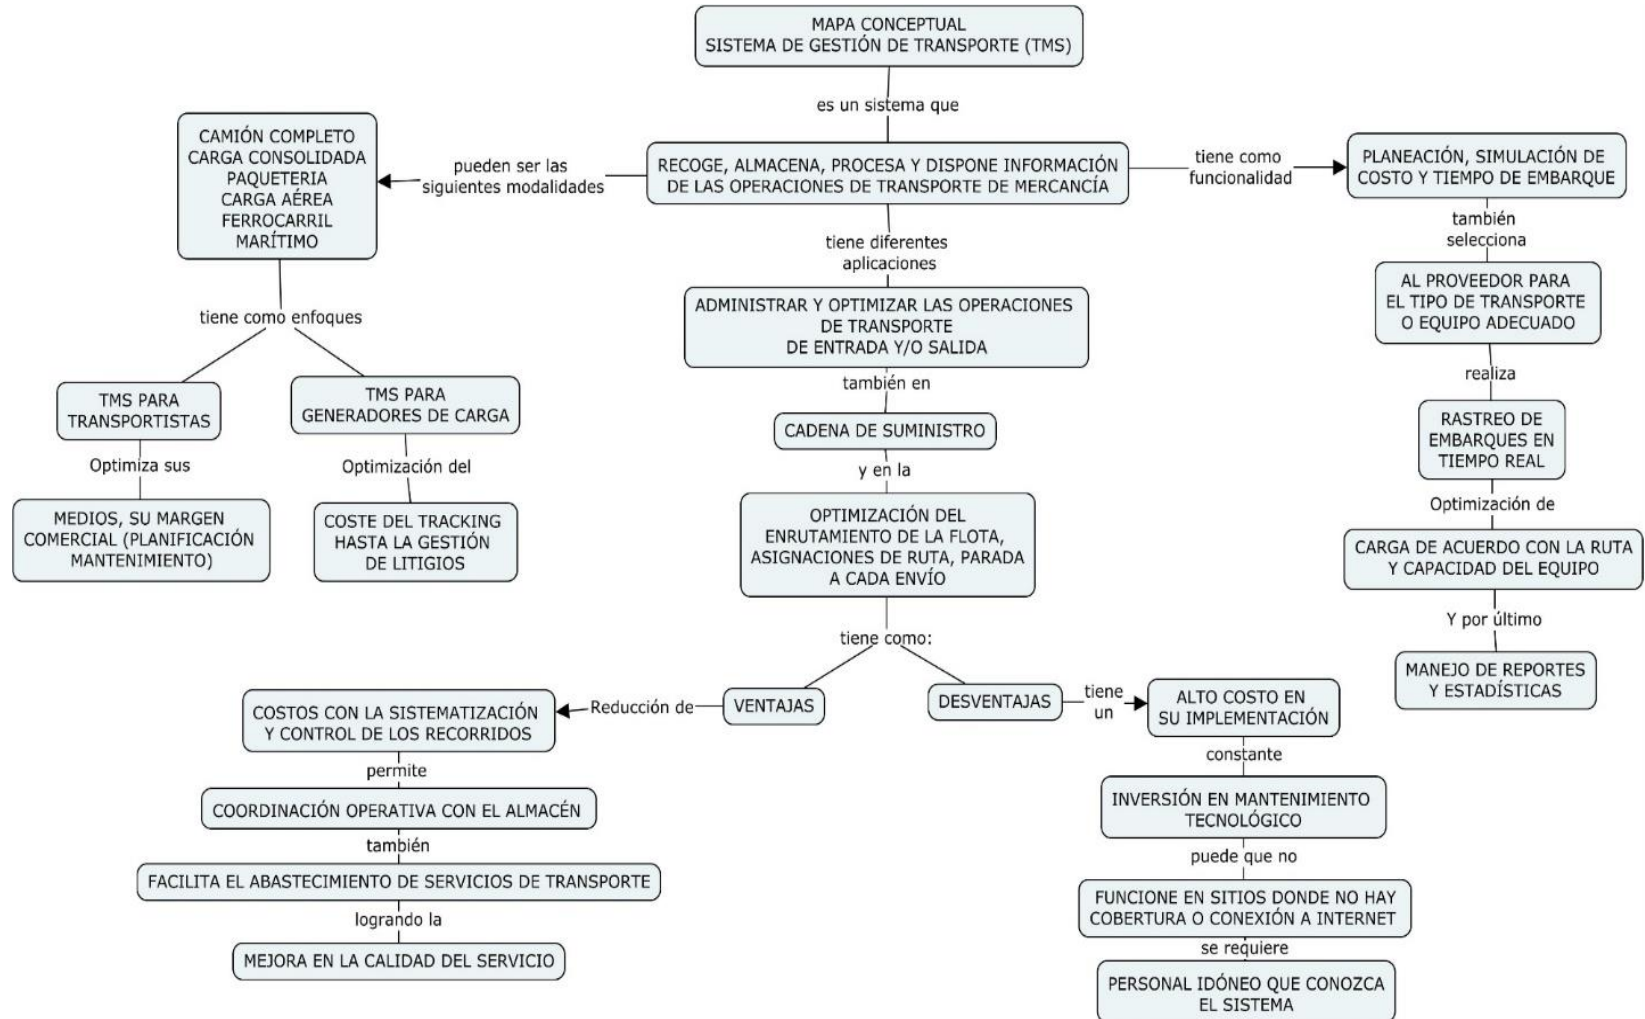 MAPA CONCEPTUAL
SISTEMA DE GESTIÓN DE TRANSPORTE (TMS)
es un sistema que
RECOGE, ALMACENA, PROCESA Y DISPONE INFORMACIÓN
DE LAS OPERACIONES DE TRANSPORTE DE MERCANCÍA
pueden ser las
siguientes modalidades
CAMIÓN COMPLETO
CARGA CONSOLIDADA
PAQUETERIA
CARGA AÉREA
FERROCARRIL
MARÍTIMO
tiene como enfoques
TMS PARA
TRANSPORTISTAS
Optimiza sus
MEDIOS, SU MARGEN
COMERCIAL (PLANIFICACIÓN
MANTENIMIENTO)
TMS PARA
GENERADORES DE CARGA
Optimización del
COSTE DEL TRACKING
HASTA LA GESTIÓN
DE LITIGIOS
tiene diferentes
aplicaciones
ADMINISTRAR Y OPTIMIZAR LAS OPERACIONES
DE TRANSPORTE
DE ENTRADA Y/O SALIDA
también en
CADENA DE SUMINISTRO
y en la
OPTIMIZACIÓN DEL
ENRUTAMIENTO DE LA FLOTA,
ASIGNACIONES DE RUTA, PARADA
A CADA ENVÍO
tiene como:
VENTAJAS
Reducción de
COSTOS CON LA SISTEMATIZACIÓN
Y CONTROL DE LOS RECORRIDOS
permite
COORDINACIÓN OPERATIVA CON EL ALMACÉN
también
FACILITA EL ABASTECIMIENTO DE SERVICIOS DE TRANSPORTE
logrando la
MEJORA EN LA CALIDAD DEL SERVICIO
DESVENTAJAS
tiene
un
ALTO COSTO EN
SU IMPLEMENTACIÓN
constante
INVERSIÓN EN MANTENIMIENTO
TECNOLÓGICO
puede que no
FUNCIONE EN SITIOS DONDE NO HAY
COBERTURA O CONEXIÓN A INTERNET
se requiere
PERSONAL IDÓNEO QUE CONOZCA
EL SISTEMA
tiene como
funcionalidad
PLANEACIÓN, SIMULACIÓN DE
COSTO Y TIEMPO DE EMBARQUE
también
selecciona
AL PROVEEDOR PARA
EL TIPO DE TRANSPORTE
O EQUIPO ADECUADO
realiza
RASTREO DE
EMBARQUES EN
TIEMPO REAL
Optimización de
CARGA DE ACUERDO CON LA RUTA
Y CAPACIDAD DEL EQUIPO
Y por último
MANEJO DE REPORTES
Y ESTADÍSTICAS